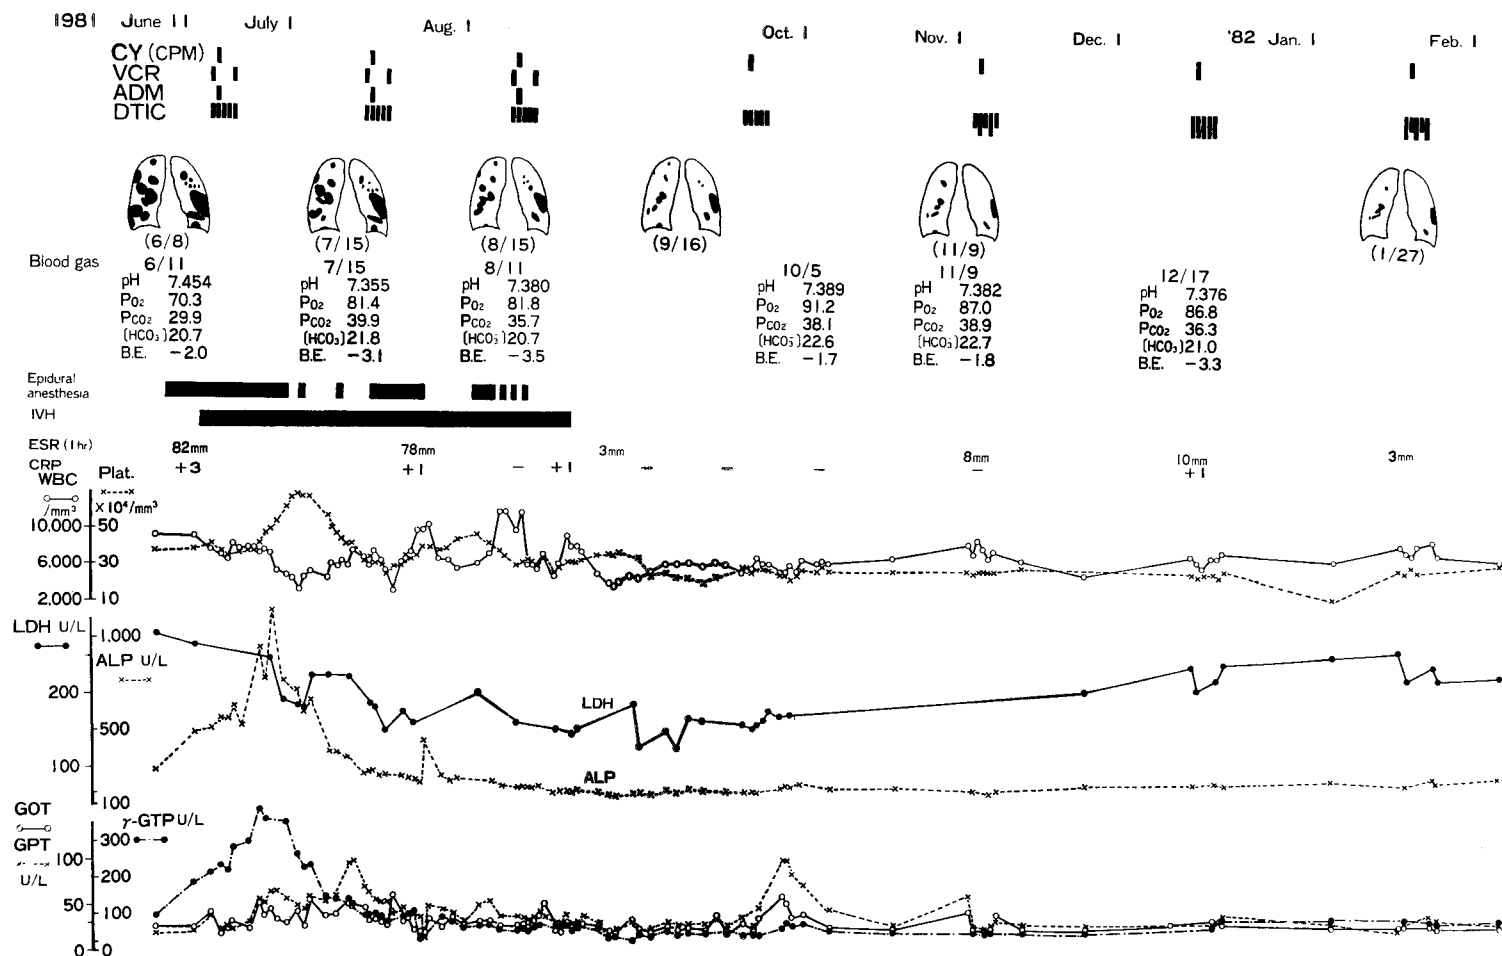 1981 June 11 July 1 Aug. 1 Oct. 1 Nov. 1 Dec. 1 '82 Jan. 1 Feb. 1
CY (CPM)
VCR
ADM
DTIC
(6/8) (7/15) (8/15) (9/16) (11/9) (1/27)
Blood gas 6/11 7/15 8/11 10/5 11/9 12/17
pH 7.454 pH 7.355 pH 7.380 pH 7.389 pH 7.382 pH 7.376
Po2 70.3 Po2 81.4 Po2 81.8 Po2 91.2 Po2 87.0 Po2 86.8
Pco2 29.9 Pco2 39.9 Pco2 35.7 Pco2 38.1 Pco2 38.9 Pco2 36.3
[HCO3] 20.7 [HCO3] 21.8 [HCO3] 20.7 [HCO3] 22.6 [HCO3] 22.7 [HCO3] 21.0
B.E. −2.0 B.E. −3.1 B.E. −3.5 B.E. −1.7 B.E. −1.8 B.E. −3.3
Epidural
anesthesia
IVH
ESR (1 hr) 82mm 78mm 3mm 8mm 10mm 3mm
CRP +3 +1 − +1 − − − − +1
WBC Plat.
/mm³ ×10⁴/mm³
10,000 50
6,000 30
2,000 10
LDH U/L 1,000
ALP U/L
200 LDH
500
100 ALP
100
GOT γ-GTP U/L
GPT 300
100
U/L 200
50 100
0 0